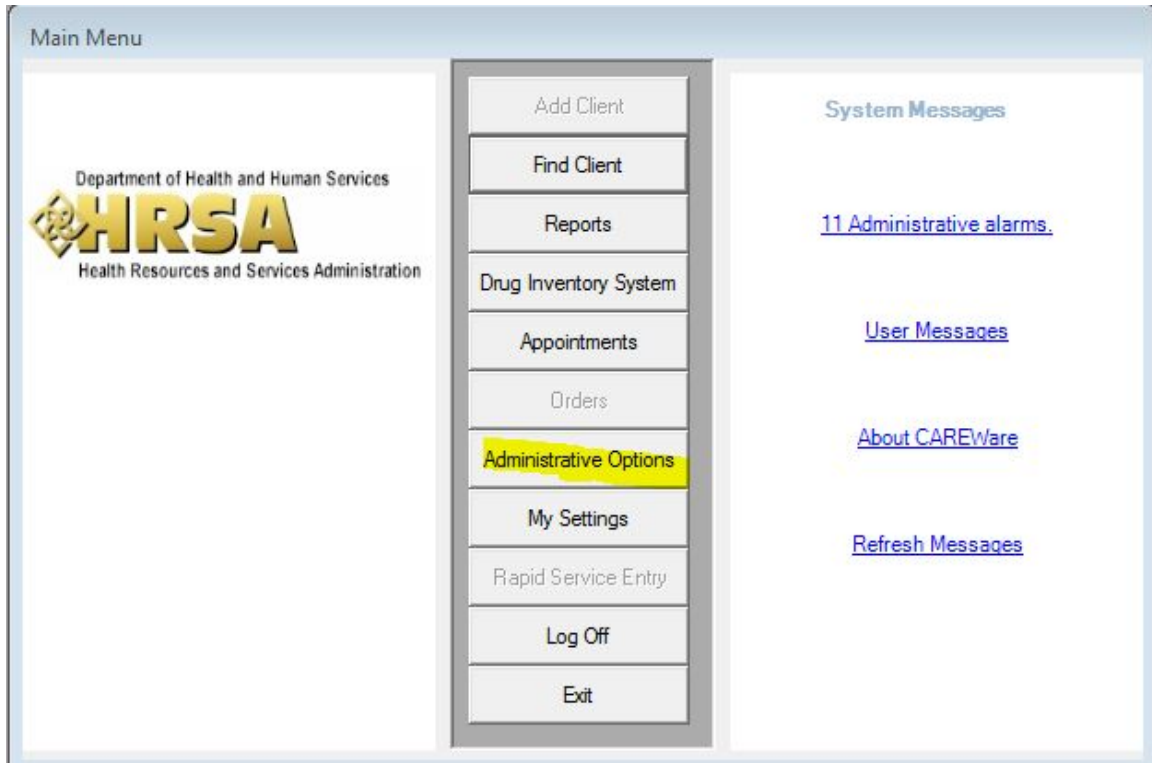 Main Menu
Department of Health and Human Services
HRSA
Health Resources and Services Administration
Add Client
Find Client
Reports
Drug Inventory System
Appointments
Orders
Administrative Options
My Settings
Rapid Service Entry
Log Off
Exit
System Messages
11 Administrative alarms.
User Messages
About CAREWare
Refresh Messages